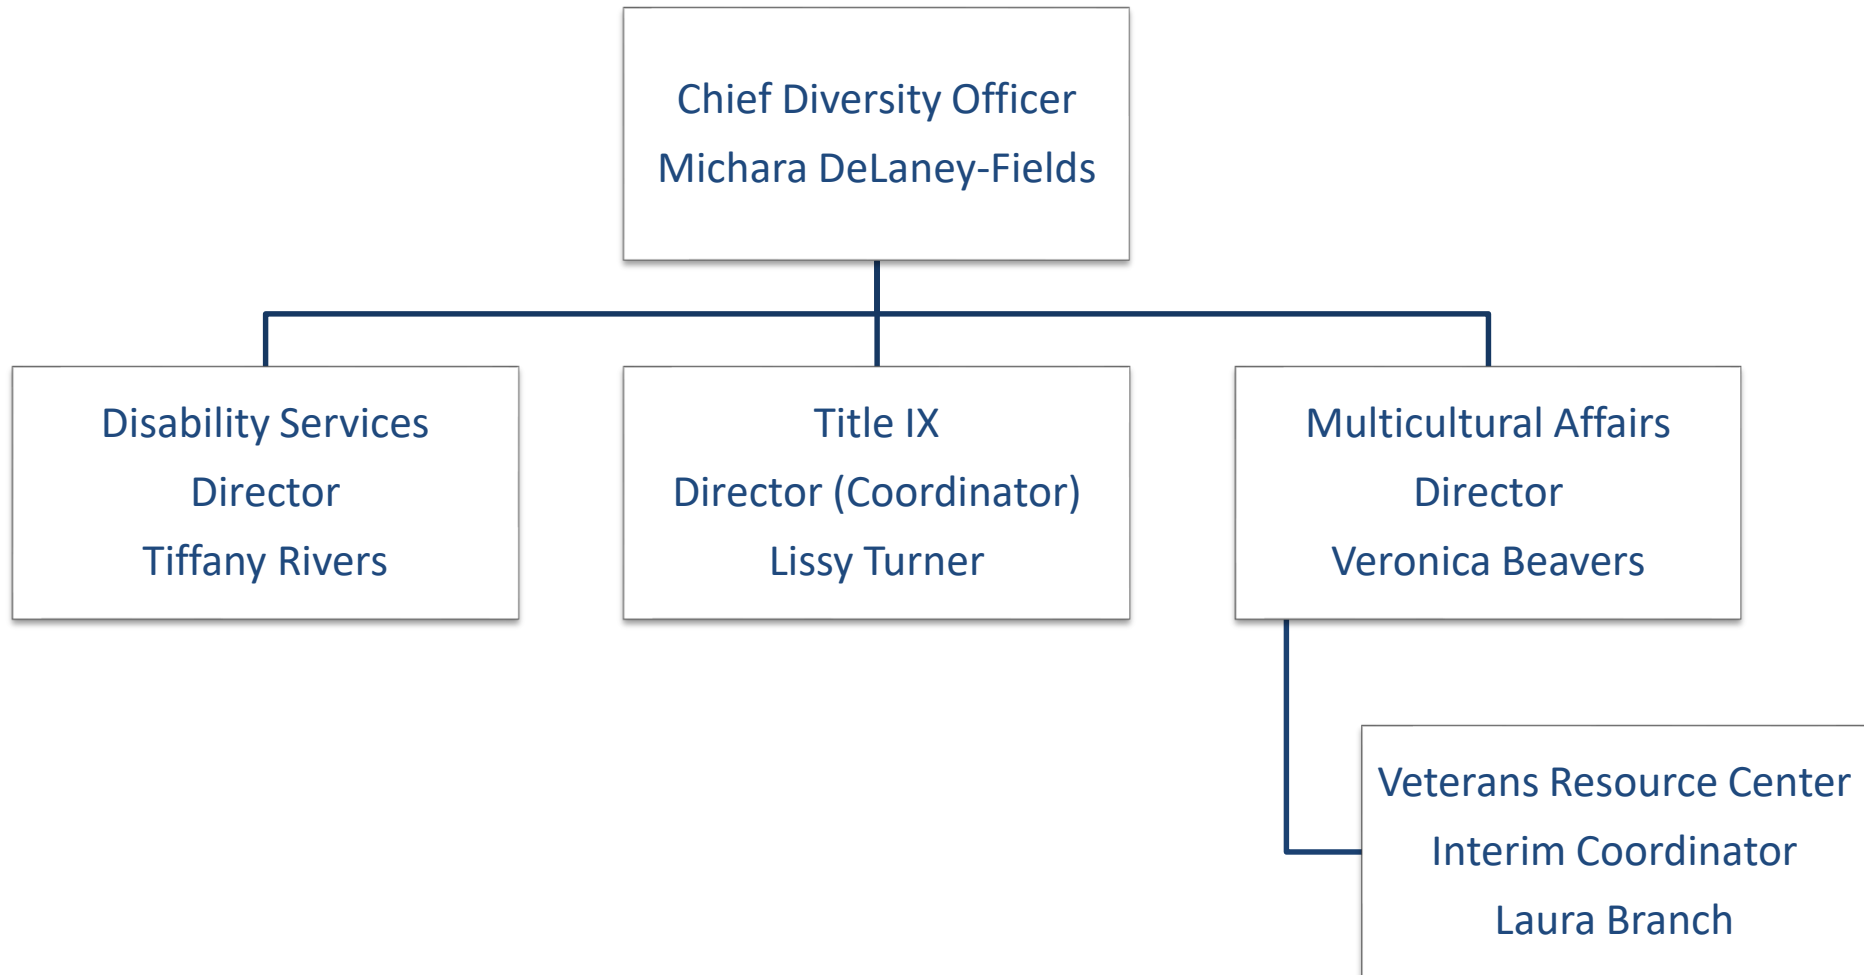 Chief Diversity Officer
Michara DeLaney-Fields
Disability Services
Director
Tiffany Rivers
Title IX
Director (Coordinator)
Lissy Turner
Multicultural Affairs
Director
Veronica Beavers
Veterans Resource Center
Interim Coordinator
Laura Branch